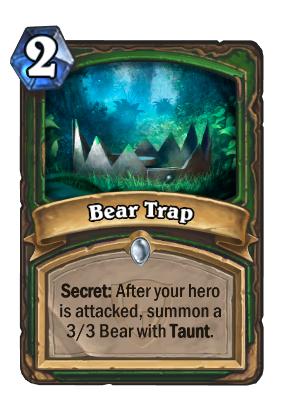 2
Bear Trap
Secret: After your hero
is attacked, summon a
3/3 Bear with Taunt.